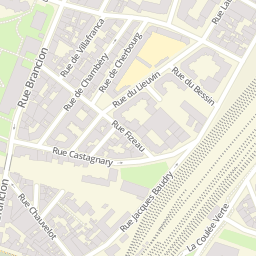 Rue de Villafranca
Rue de Cherbourg
Rue Brancion
Rue de Chambéry
Rue du Lieuvin
Rue du Bessin
Rue Fizeau
Rue Castagnary
Rue Jacques Baudry
Rue Chauvelot
La Coulée Verte